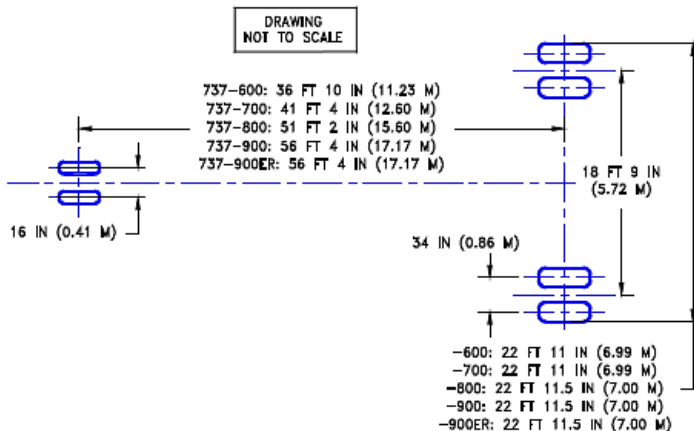 DRAWING
NOT TO SCALE
737-600: 36 FT 10 IN (11.23 M)
737-700: 41 FT 4 IN (12.60 M)
737-800: 51 FT 2 IN (15.60 M)
737-900: 56 FT 4 IN (17.17 M)
737-900ER: 56 FT 4 IN (17.17 M)
18 FT 9 IN
(5.72 M)
16 IN (0.41 M)
34 IN (0.86 M)
-600: 22 FT 11 IN (6.99 M)
-700: 22 FT 11 IN (6.99 M)
-800: 22 FT 11.5 IN (7.00 M)
-900: 22 FT 11.5 IN (7.00 M)
-900ER: 22 FT 11.5 IN (7.00 M)